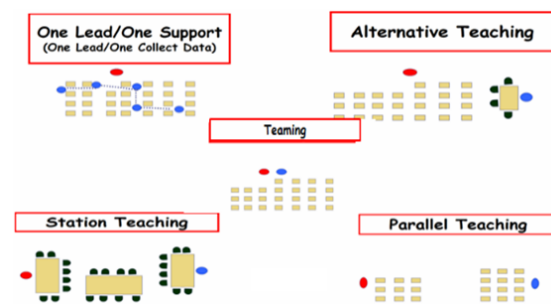 One Lead/One Support
(One Lead/One Collect Data)
Alternative Teaching
Teaming
Station Teaching
Parallel Teaching